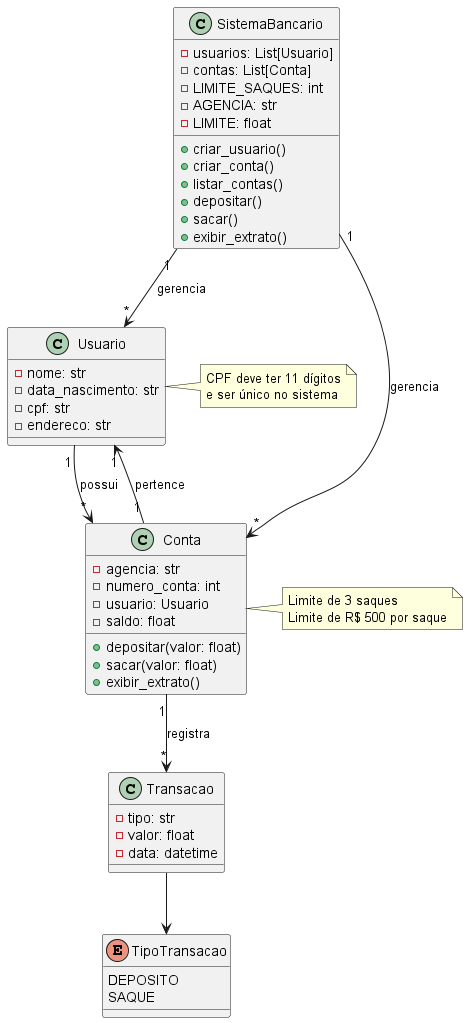 C SistemaBancario
usuarios: List[Usuario]
contas: List[Conta]
LIMITE_SAQUES: int
AGENCIA: str
LIMITE: float
criar_usuario()
criar_conta()
listar_contas()
depositar()
sacar()
exibir_extrato()
1
1
gerencia
*
C Usuario
nome: str
data_nascimento: str
cpf: str
endereco: str
CPF deve ter 11 dígitos
e ser único no sistema
gerencia
1
1
possui
pertence
*
1
*
C Conta
agencia: str
numero_conta: int
usuario: Usuario
saldo: float
depositar(valor: float)
sacar(valor: float)
exibir_extrato()
Limite de 3 saques
Limite de R$ 500 por saque
1
registra
*
C Transacao
tipo: str
valor: float
data: datetime
E TipoTransacao
DEPOSITO
SAQUE